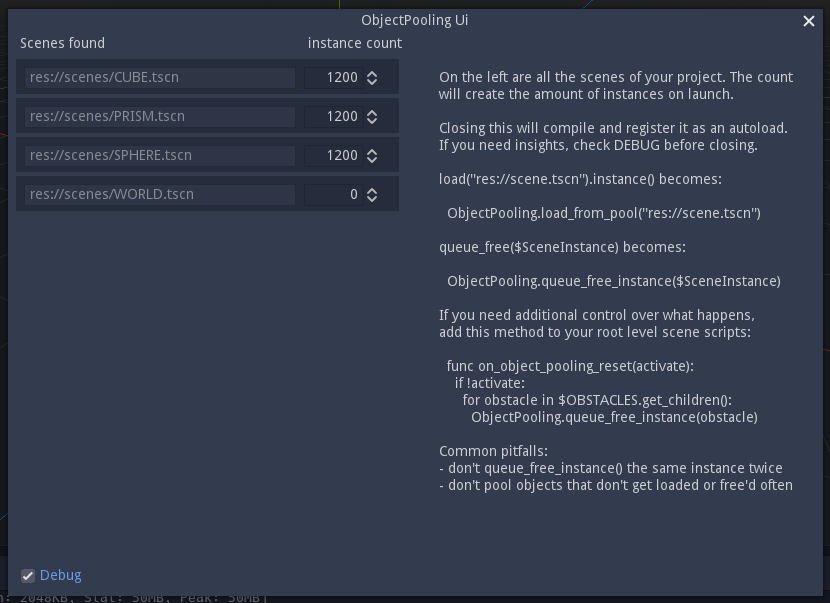 ObjectPooling Ui
Scenes found
instance count
res://scenes/CUBE.tscn
1200
res://scenes/PRISM.tscn
1200
res://scenes/SPHERE.tscn
1200
res://scenes/WORLD.tscn
0
On the left are all the scenes of your project. The count
will create the amount of instances on launch.
Closing this will compile and register it as an autoload.
If you need insights, check DEBUG before closing.
load("res://scene.tscn").instance() becomes:
ObjectPooling.load_from_pool("res://scene.tscn")
queue_free($SceneInstance) becomes:
ObjectPooling.queue_free_instance($SceneInstance)
If you need additional control over what happens,
add this method to your root level scene scripts:
func on_object_pooling_reset(activate):
if !activate:
for obstacle in $OBSTACLES.get_children():
ObjectPooling.queue_free_instance(obstacle)
Common pitfalls:
- don't queue_free_instance() the same instance twice
- don't pool objects that don't get loaded or free'd often
Debug
2048KB, Stat: 50MB, Peak: 50MB]